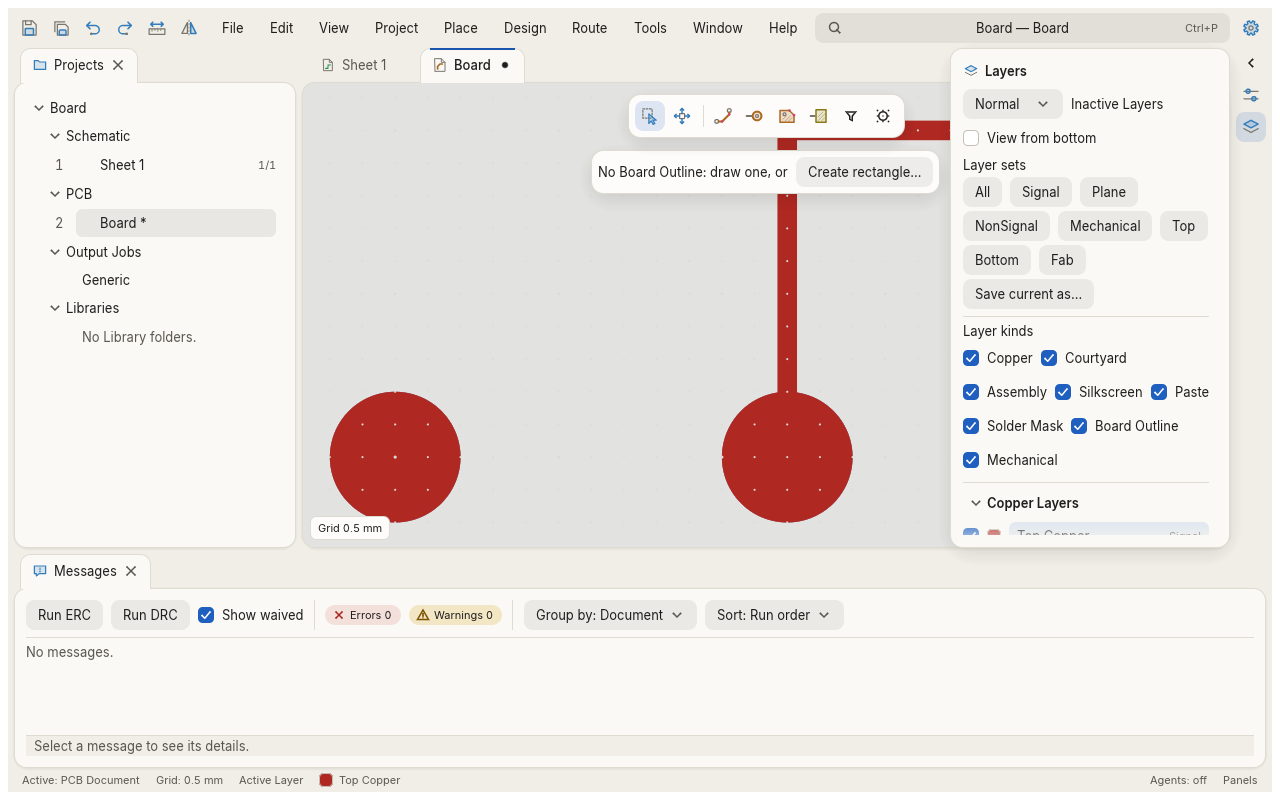 File Edit View Project Place Design Route Tools Window Help Board — Board Ctrl+P
Projects
Sheet 1
Board
Board
Schematic
1 Sheet 1 1/1
PCB
2 Board *
Output Jobs
Generic
Libraries
No Library folders.
No Board Outline: draw one, or Create rectangle...
Grid 0.5 mm
Layers
Normal Inactive Layers
View from bottom
Layer sets
All Signal Plane
NonSignal Mechanical Top
Bottom Fab
Save current as...
Layer kinds
Copper Courtyard
Assembly Silkscreen Paste
Solder Mask Board Outline
Mechanical
Copper Layers
Top Copper Signal
Messages
Run ERC Run DRC Show waived Errors 0 Warnings 0 Group by: Document Sort: Run order
No messages.
Select a message to see its details.
Active: PCB Document Grid: 0.5 mm Active Layer Top Copper Agents: off Panels